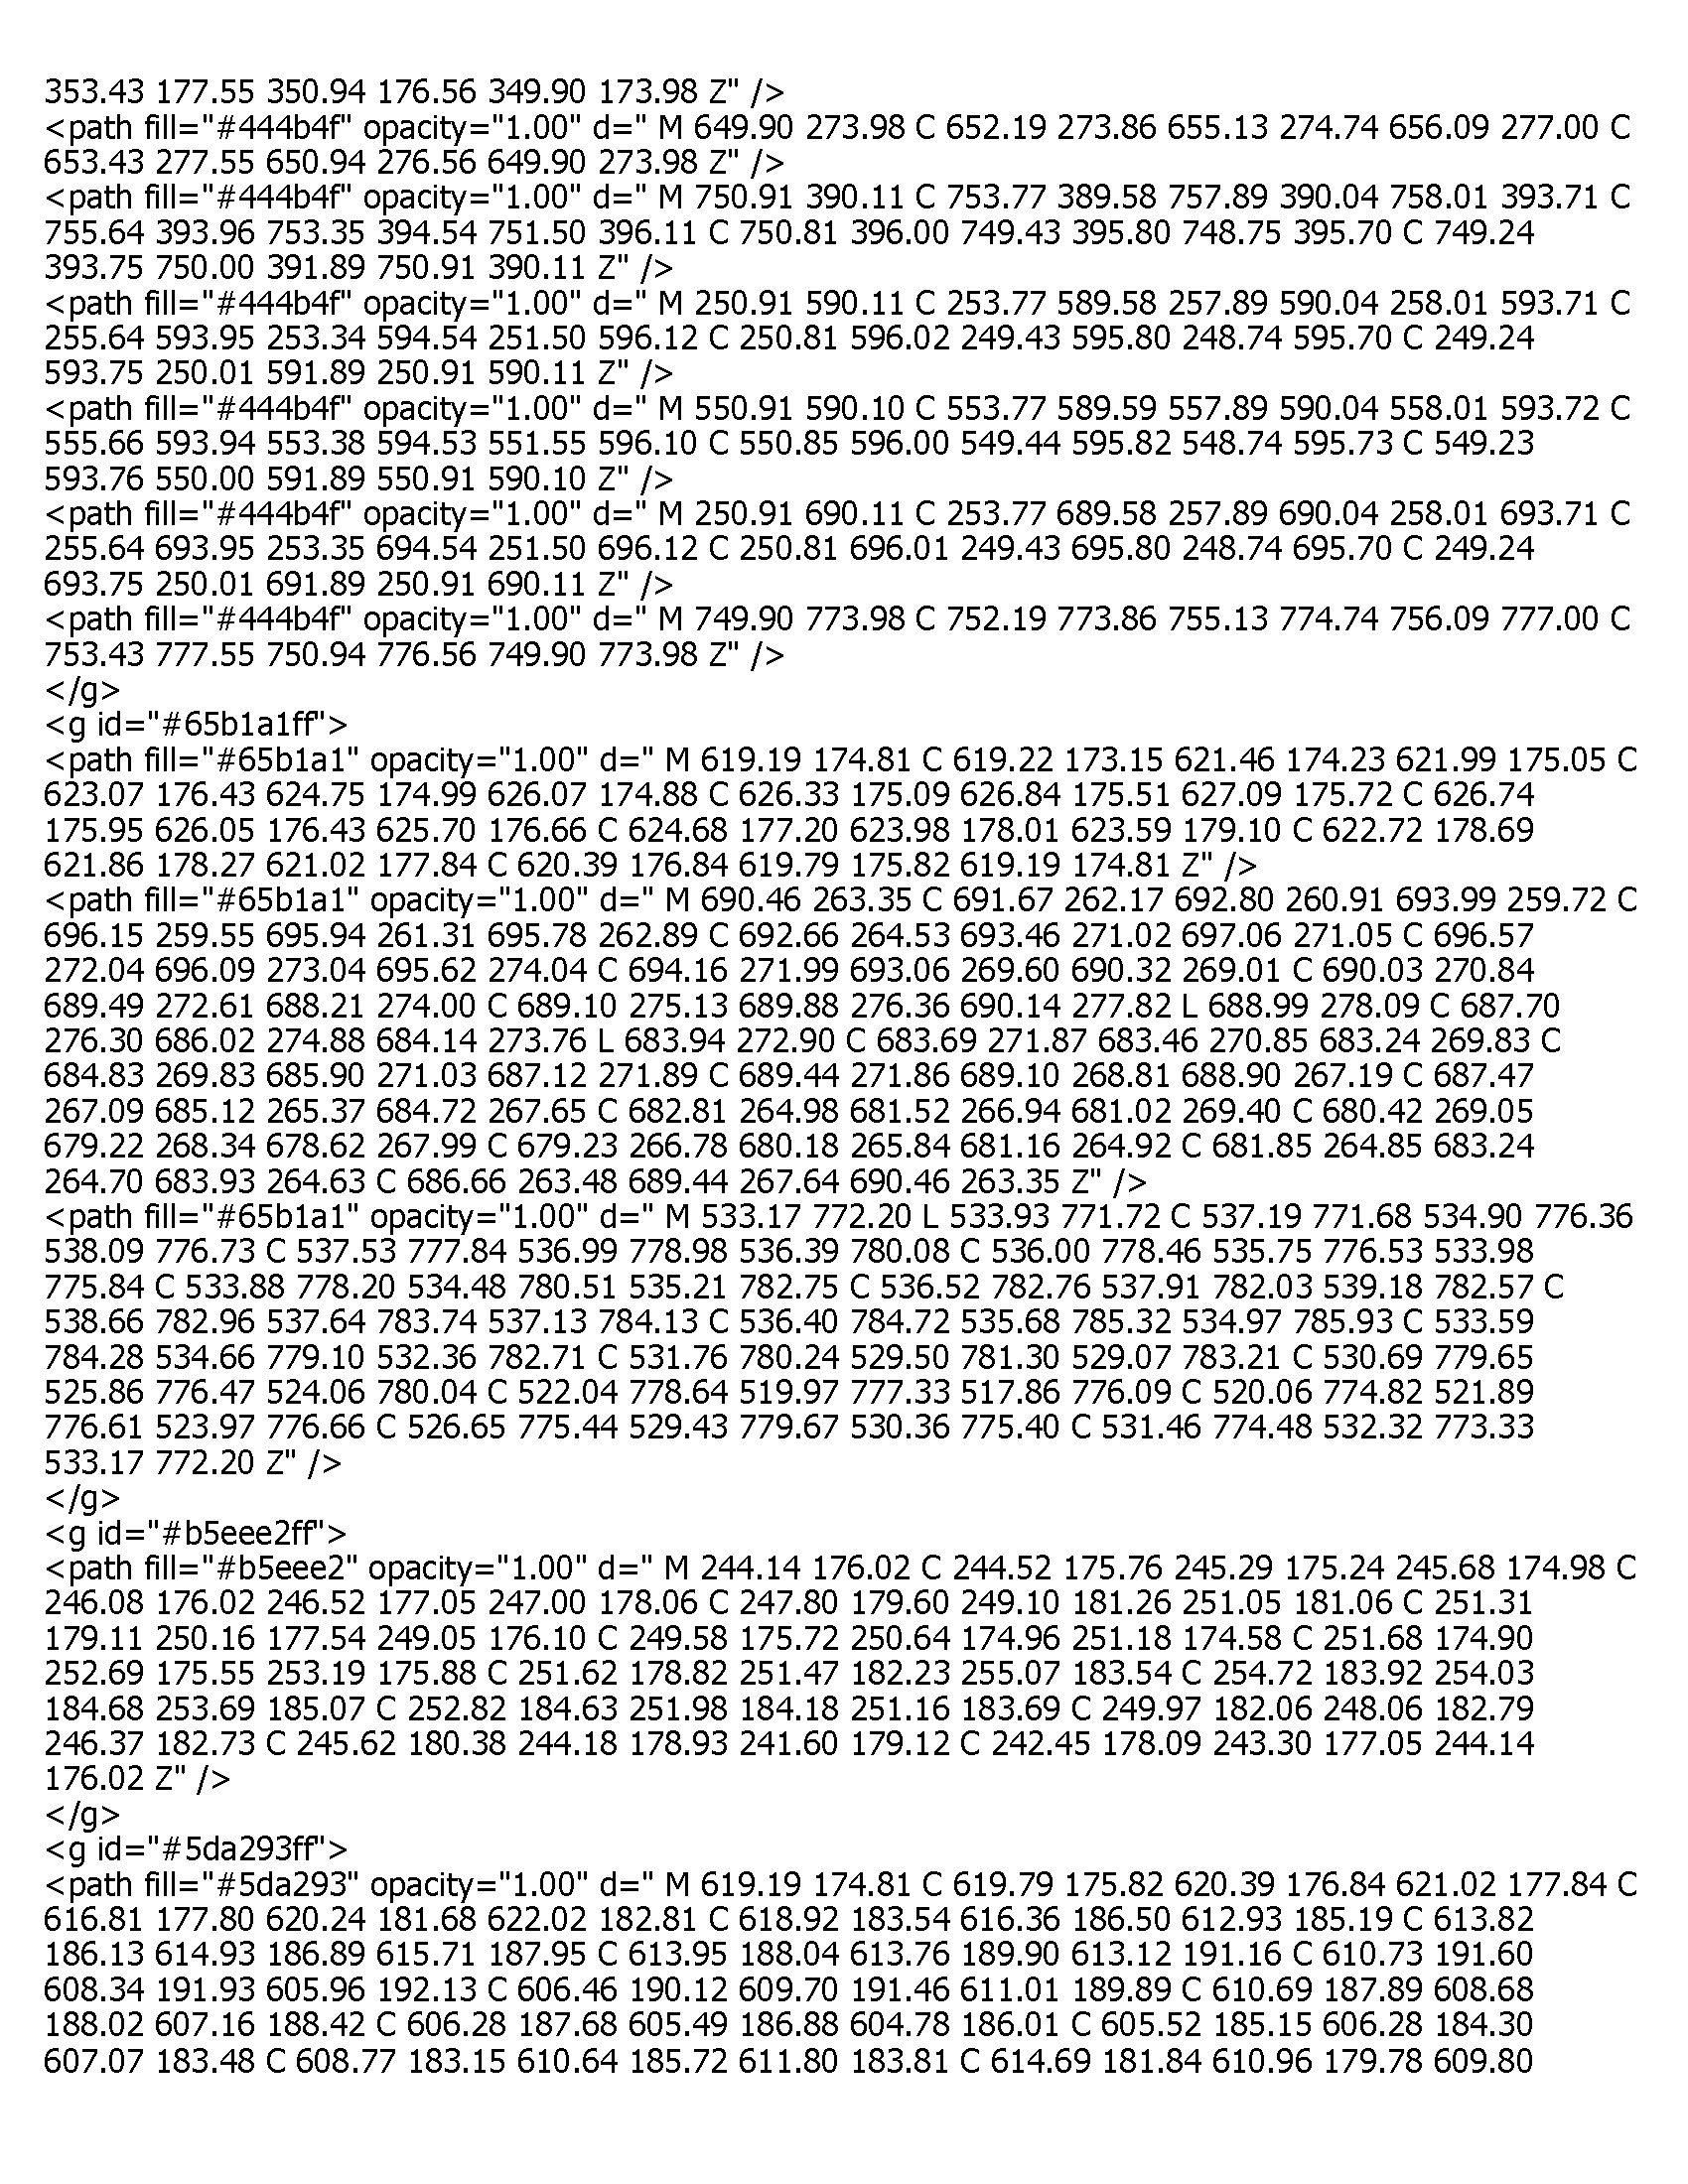 353.43 177.55 350.94 176.56 349.90 173.98 Z" />
<path fill="#444b4f" opacity="1.00" d=" M 649.90 273.98 C 652.19 273.86 655.13 274.74 656.09 277.00 C
653.43 277.55 650.94 276.56 649.90 273.98 Z" />
<path fill="#444b4f" opacity="1.00" d=" M 750.91 390.11 C 753.77 389.58 757.89 390.04 758.01 393.71 C
755.64 393.96 753.35 394.54 751.50 396.11 C 750.81 396.00 749.43 395.80 748.75 395.70 C 749.24
393.75 750.00 391.89 750.91 390.11 Z" />
<path fill="#444b4f" opacity="1.00" d=" M 250.91 590.11 C 253.77 589.58 257.89 590.04 258.01 593.71 C
255.64 593.95 253.34 594.54 251.50 596.12 C 250.81 596.02 249.43 595.80 248.74 595.70 C 249.24
593.75 250.01 591.89 250.91 590.11 Z" />
<path fill="#444b4f" opacity="1.00" d=" M 550.91 590.10 C 553.77 589.59 557.89 590.04 558.01 593.72 C
555.66 593.94 553.38 594.53 551.55 596.10 C 550.85 596.00 549.44 595.82 548.74 595.73 C 549.23
593.76 550.00 591.89 550.91 590.10 Z" />
<path fill="#444b4f" opacity="1.00" d=" M 250.91 690.11 C 253.77 689.58 257.89 690.04 258.01 693.71 C
255.64 693.95 253.35 694.54 251.50 696.12 C 250.81 696.01 249.43 695.80 248.74 695.70 C 249.24
693.75 250.01 691.89 250.91 690.11 Z" />
<path fill="#444b4f" opacity="1.00" d=" M 749.90 773.98 C 752.19 773.86 755.13 774.74 756.09 777.00 C
753.43 777.55 750.94 776.56 749.90 773.98 Z" />
</g>
<g id="#65b1a1ff">
<path fill="#65b1a1" opacity="1.00" d=" M 619.19 174.81 C 619.22 173.15 621.46 174.23 621.99 175.05 C
623.07 176.43 624.75 174.99 626.07 174.88 C 626.33 175.09 626.84 175.51 627.09 175.72 C 626.74
175.95 626.05 176.43 625.70 176.66 C 624.68 177.20 623.98 178.01 623.59 179.10 C 622.72 178.69
621.86 178.27 621.02 177.84 C 620.39 176.84 619.79 175.82 619.19 174.81 Z" />
<path fill="#65b1a1" opacity="1.00" d=" M 690.46 263.35 C 691.67 262.17 692.80 260.91 693.99 259.72 C
696.15 259.55 695.94 261.31 695.78 262.89 C 692.66 264.53 693.46 271.02 697.06 271.05 C 696.57
272.04 696.09 273.04 695.62 274.04 C 694.16 271.99 693.06 269.60 690.32 269.01 C 690.03 270.84
689.49 272.61 688.21 274.00 C 689.10 275.13 689.88 276.36 690.14 277.82 L 688.99 278.09 C 687.70
276.30 686.02 274.88 684.14 273.76 L 683.94 272.90 C 683.69 271.87 683.46 270.85 683.24 269.83 C
684.83 269.83 685.90 271.03 687.12 271.89 C 689.44 271.86 689.10 268.81 688.90 267.19 C 687.47
267.09 685.12 265.37 684.72 267.65 C 682.81 264.98 681.52 266.94 681.02 269.40 C 680.42 269.05
679.22 268.34 678.62 267.99 C 679.23 266.78 680.18 265.84 681.16 264.92 C 681.85 264.85 683.24
264.70 683.93 264.63 C 686.66 263.48 689.44 267.64 690.46 263.35 Z" />
<path fill="#65b1a1" opacity="1.00" d=" M 533.17 772.20 L 533.93 771.72 C 537.19 771.68 534.90 776.36
538.09 776.73 C 537.53 777.84 536.99 778.98 536.39 780.08 C 536.00 778.46 535.75 776.53 533.98
775.84 C 533.88 778.20 534.48 780.51 535.21 782.75 C 536.52 782.76 537.91 782.03 539.18 782.57 C
538.66 782.96 537.64 783.74 537.13 784.13 C 536.40 784.72 535.68 785.32 534.97 785.93 C 533.59
784.28 534.66 779.10 532.36 782.71 C 531.76 780.24 529.50 781.30 529.07 783.21 C 530.69 779.65
525.86 776.47 524.06 780.04 C 522.04 778.64 519.97 777.33 517.86 776.09 C 520.06 774.82 521.89
776.61 523.97 776.66 C 526.65 775.44 529.43 779.67 530.36 775.40 C 531.46 774.48 532.32 773.33
533.17 772.20 Z" />
</g>
<g id="#b5eee2ff">
<path fill="#b5eee2" opacity="1.00" d=" M 244.14 176.02 C 244.52 175.76 245.29 175.24 245.68 174.98 C
246.08 176.02 246.52 177.05 247.00 178.06 C 247.80 179.60 249.10 181.26 251.05 181.06 C 251.31
179.11 250.16 177.54 249.05 176.10 C 249.58 175.72 250.64 174.96 251.18 174.58 C 251.68 174.90
252.69 175.55 253.19 175.88 C 251.62 178.82 251.47 182.23 255.07 183.54 C 254.72 183.92 254.03
184.68 253.69 185.07 C 252.82 184.63 251.98 184.18 251.16 183.69 C 249.97 182.06 248.06 182.79
246.37 182.73 C 245.62 180.38 244.18 178.93 241.60 179.12 C 242.45 178.09 243.30 177.05 244.14
176.02 Z" />
</g>
<g id="#5da293ff">
<path fill="#5da293" opacity="1.00" d=" M 619.19 174.81 C 619.79 175.82 620.39 176.84 621.02 177.84 C
616.81 177.80 620.24 181.68 622.02 182.81 C 618.92 183.54 616.36 186.50 612.93 185.19 C 613.82
186.13 614.93 186.89 615.71 187.95 C 613.95 188.04 613.76 189.90 613.12 191.16 C 610.73 191.60
608.34 191.93 605.96 192.13 C 606.46 190.12 609.70 191.46 611.01 189.89 C 610.69 187.89 608.68
188.02 607.16 188.42 C 606.28 187.68 605.49 186.88 604.78 186.01 C 605.52 185.15 606.28 184.30
607.07 183.48 C 608.77 183.15 610.64 185.72 611.80 183.81 C 614.69 181.84 610.96 179.78 609.80